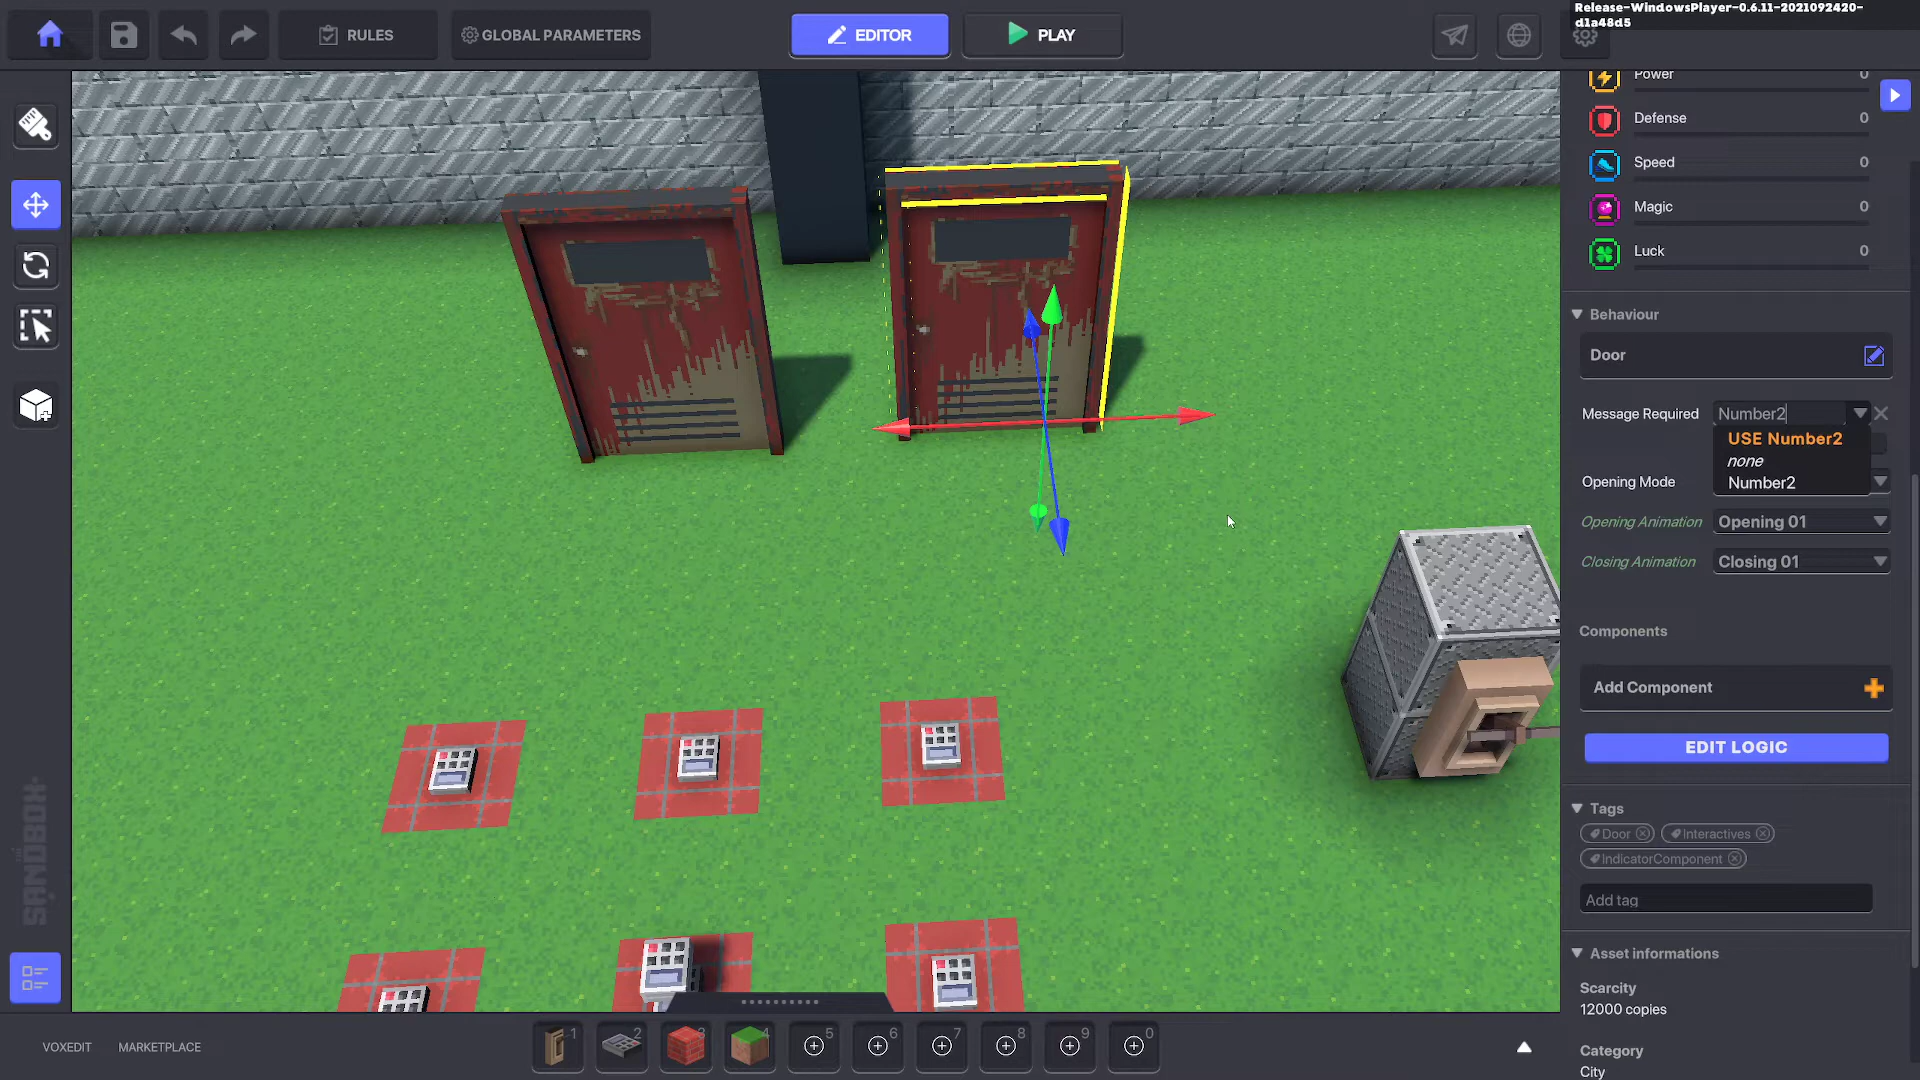 Release-WindowsPlayer-0.6.11-2021092420-
d1a48d5
RULES
GLOBAL PARAMETERS
EDITOR
PLAY
Power 0
Defense 0
Speed 0
Magic 0
Luck 0
Behaviour
Door
Message Required Number2
USE Number2
none
Number2
Opening Mode
Opening Animation Opening 01
Closing Animation Closing 01
Components
Add Component
EDIT LOGIC
Tags
Door
Interactives
IndicatorComponent
Add tag
Asset informations
Scarcity
12000 copies
Category
City
THE SANDBOX
VOXEDIT
MARKETPLACE
1
2
3
4
5
6
7
8
9
0